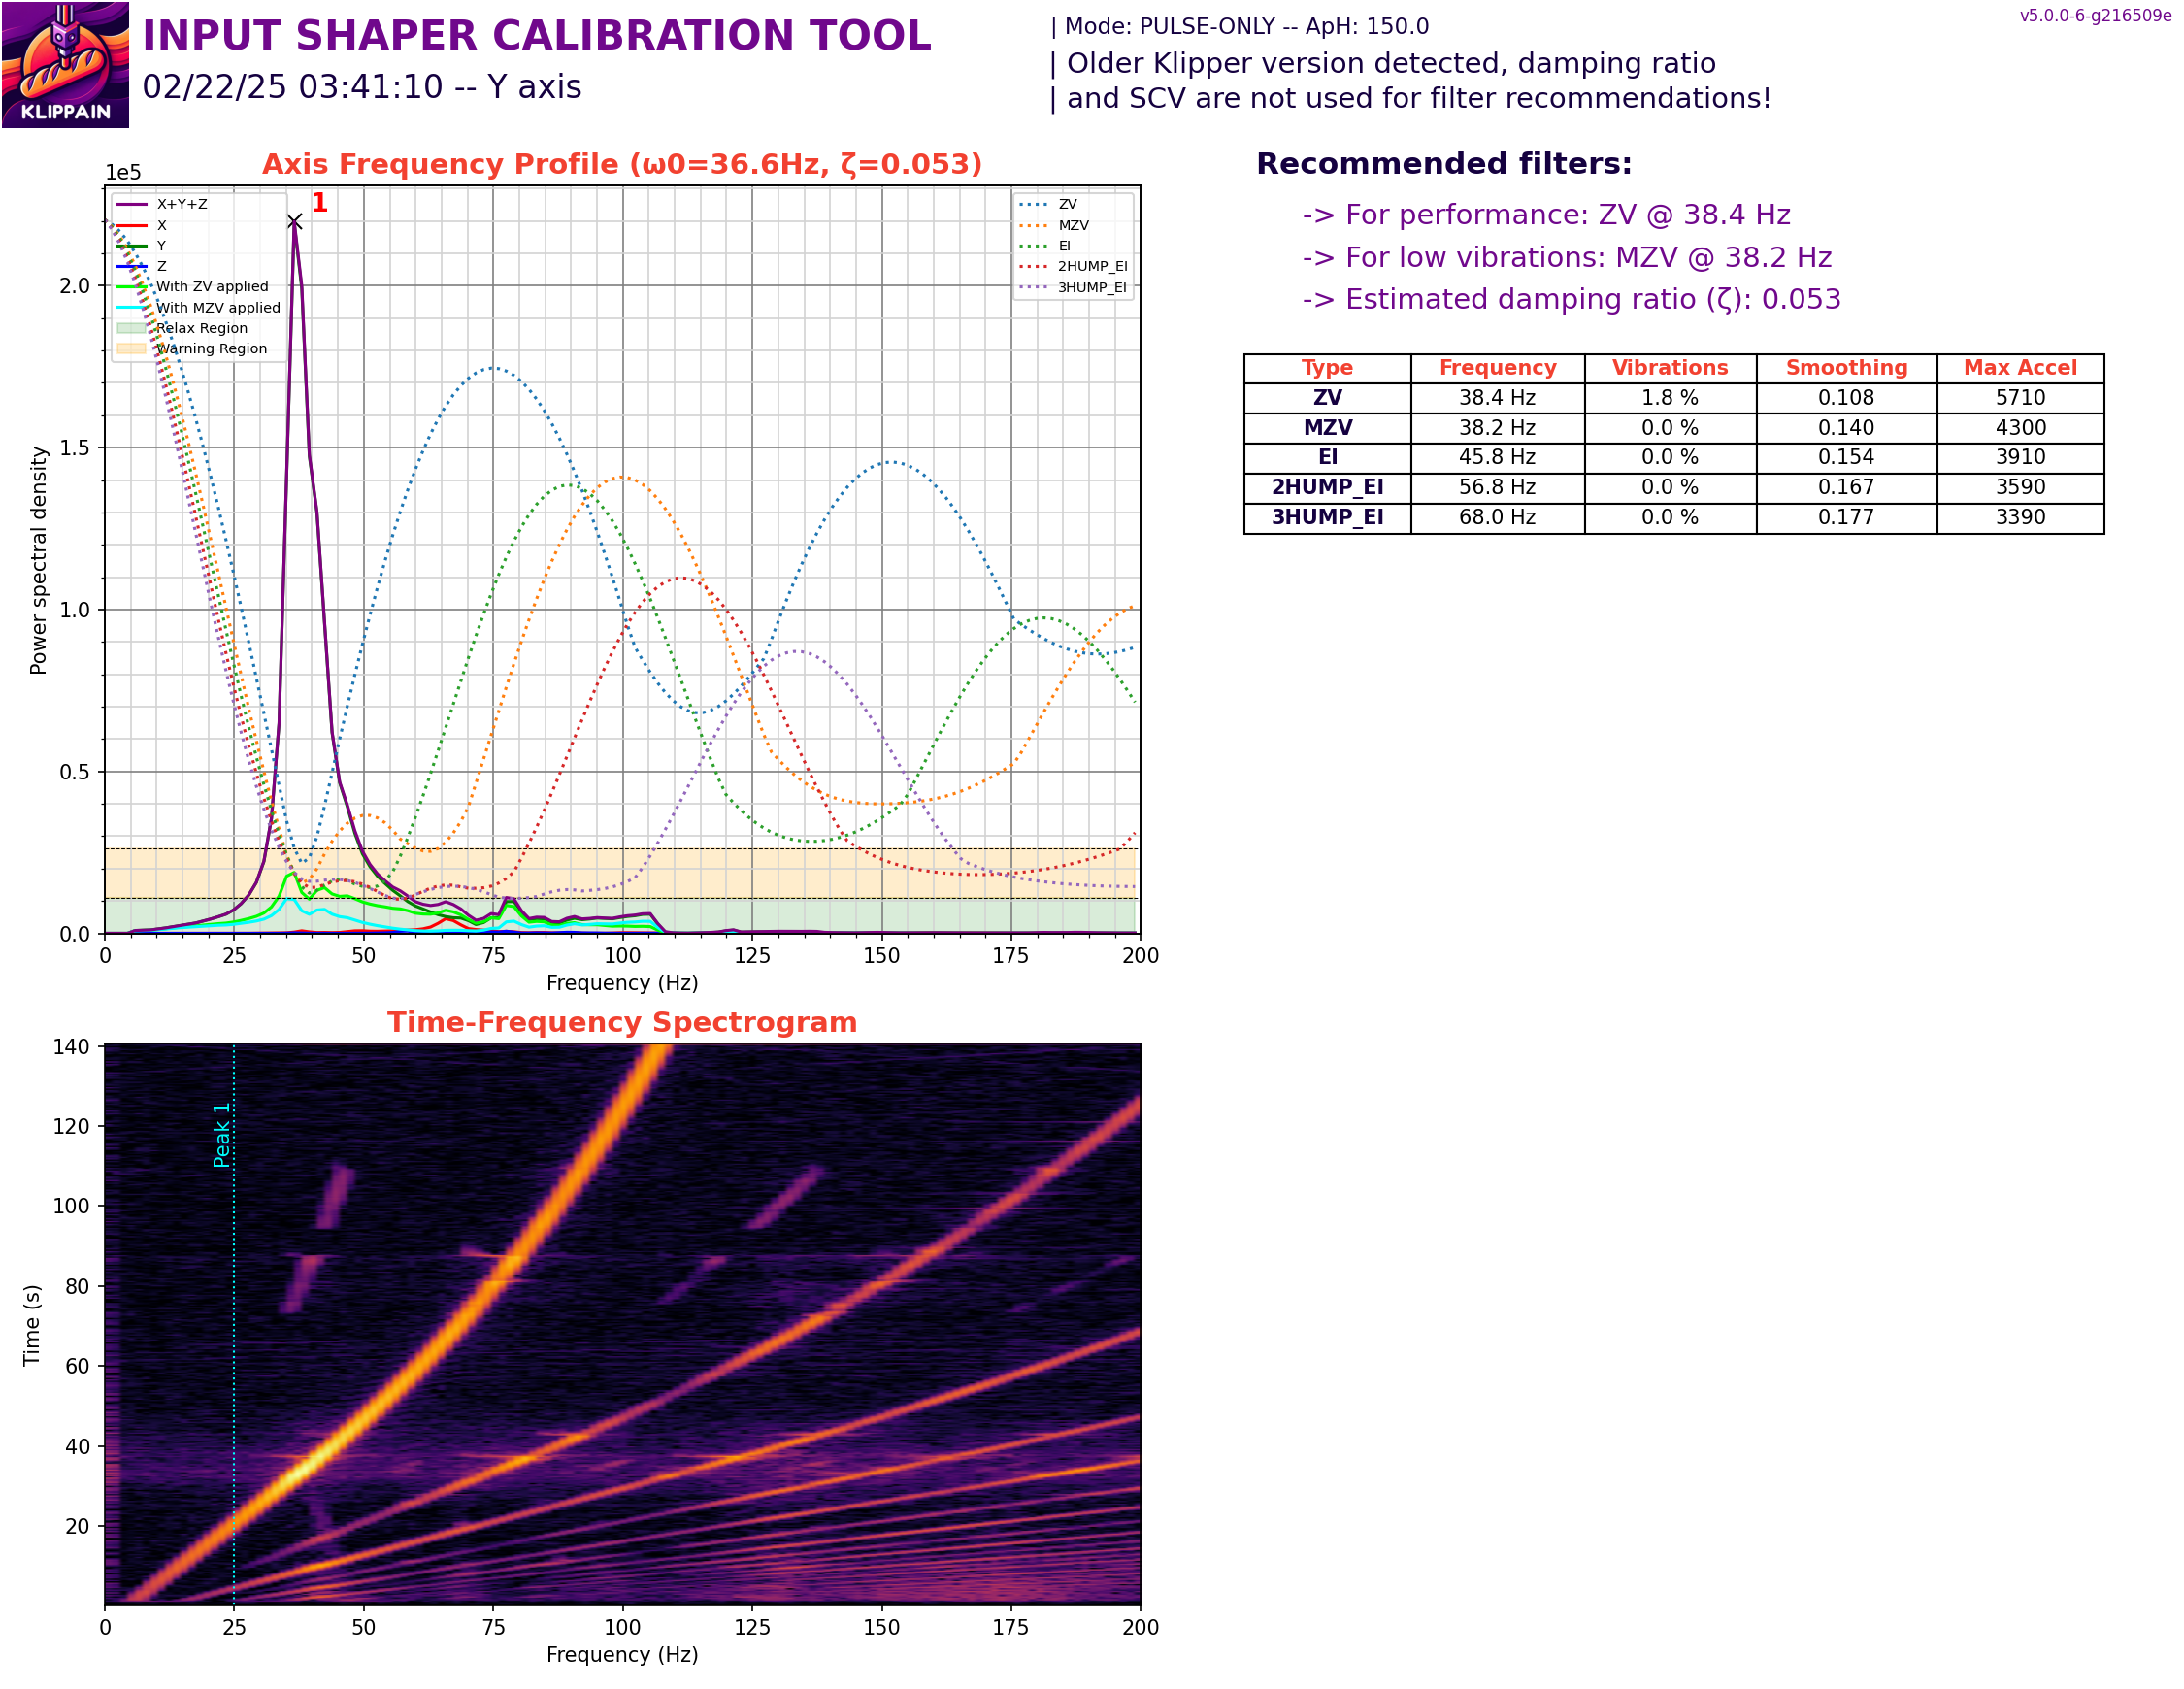 KLIPPAIN
INPUT SHAPER CALIBRATION TOOL
02/22/25 03:41:10 -- Y axis
| Mode: PULSE-ONLY -- ApH: 150.0
| Older Klipper version detected, damping ratio
| and SCV are not used for filter recommendations!
v5.0.0-6-g216509e
Axis Frequency Profile (ω0=36.6Hz, ζ=0.053)
1e5
1
X+Y+Z
X
Y
Z
With ZV applied
With MZV applied
Relax Region
Warning Region
ZV
MZV
EI
2HUMP_EI
3HUMP_EI
Power spectral density
2.0
1.5
1.0
0.5
0.0
0 25 50 75 100 125 150 175 200
Frequency (Hz)
Recommended filters:
-> For performance: ZV @ 38.4 Hz
-> For low vibrations: MZV @ 38.2 Hz
-> Estimated damping ratio (ζ): 0.053
Type Frequency Vibrations Smoothing Max Accel
ZV 38.4 Hz 1.8 % 0.108 5710
MZV 38.2 Hz 0.0 % 0.140 4300
EI 45.8 Hz 0.0 % 0.154 3910
2HUMP_EI 56.8 Hz 0.0 % 0.167 3590
3HUMP_EI 68.0 Hz 0.0 % 0.177 3390
Time-Frequency Spectrogram
Peak 1
Time (s)
140
120
100
80
60
40
20
0 25 50 75 100 125 150 175 200
Frequency (Hz)